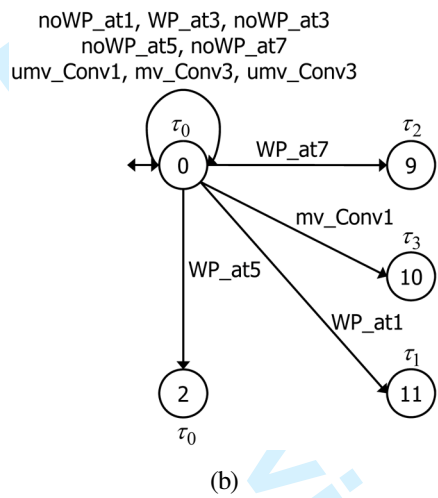 noWP_at1, WP_at3, noWP_at3
noWP_at5, noWP_at7
umv_Conv1, mv_Conv3, umv_Conv3
τ0
τ2
0
WP_at7
9
mv_Conv1
τ3
10
WP_at5
WP_at1
τ1
2
11
τ0
(b)